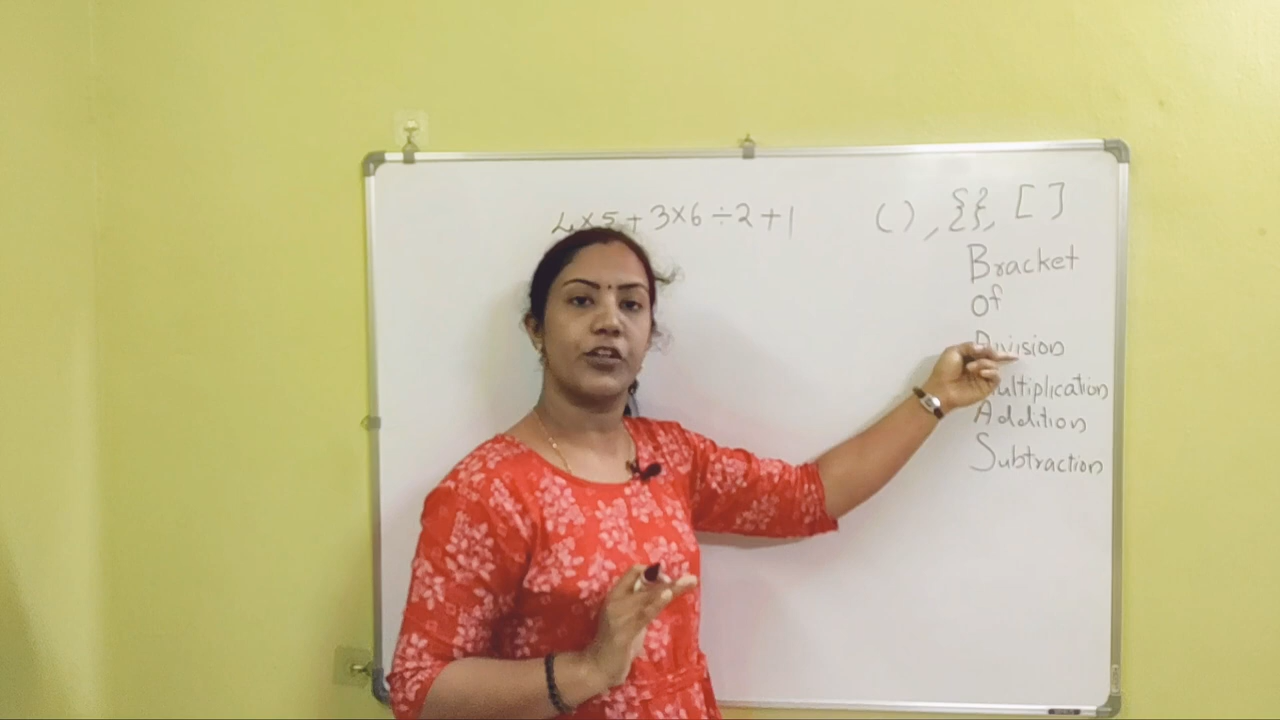 4×5+3×6÷2+1
( ), {}, [ ]
Bracket
Of
Division
Multiplication
Addition
Subtraction